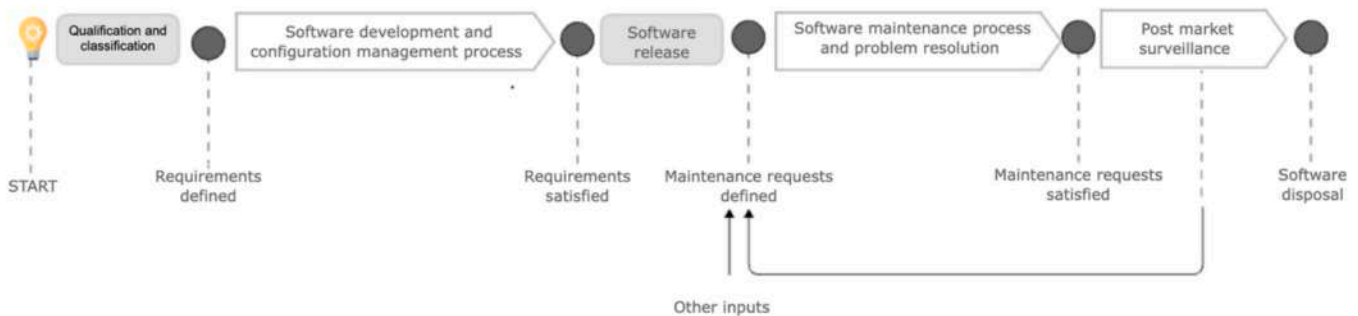 Qualification and
classification
Software development and
configuration management process
Software
release
Software maintenance process
and problem resolution
Post market
surveillance
START
Requirements
defined
Requirements
satisfied
Maintenance requests
defined
Maintenance requests
satisfied
Software
disposal
Other inputs